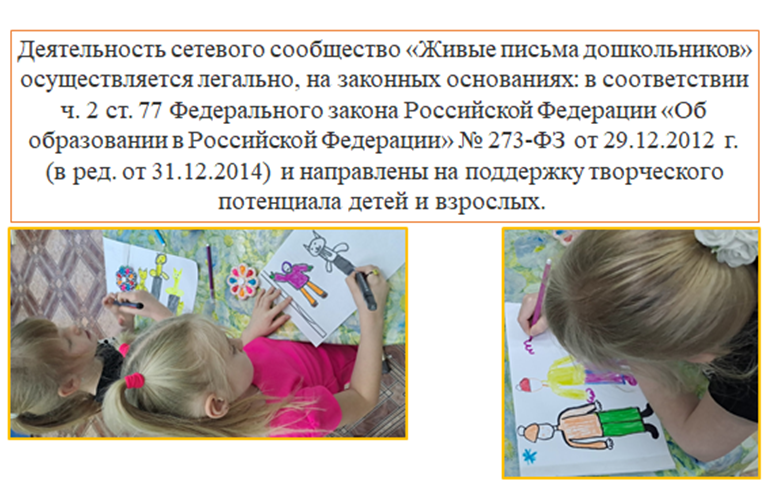 Деятельность сетевого сообщество «Живые письма дошкольников»
осуществляется легально, на законных основаниях: в соответствии
ч. 2 ст. 77 Федерального закона Российской Федерации «Об
образовании в Российской Федерации» № 273-ФЗ от 29.12.2012 г.
(в ред. от 31.12.2014) и направлены на поддержку творческого
потенциала детей и взрослых.